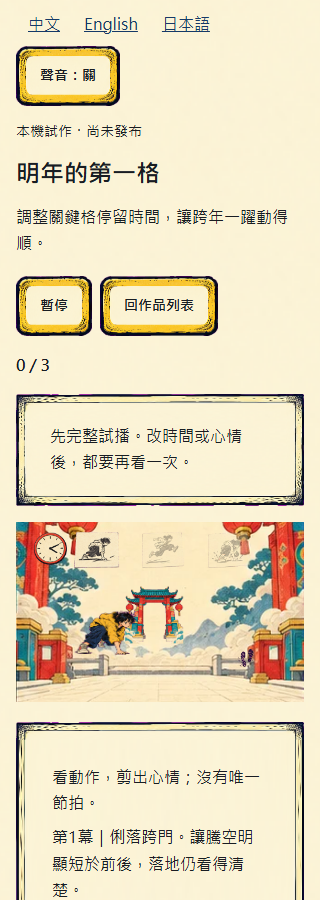 中文 English 日本語
聲音：關
本機試作・尚未發布
明年的第一格
調整關鍵格停留時間，讓跨年一躍動得
順。
暫停 回作品列表
0 / 3
先完整試播。改時間或心情
後，都要再看一次。
看動作，剪出心情；沒有唯一
節拍。
第1幕｜俐落跨門。讓騰空明
顯短於前後，落地仍看得清
楚。